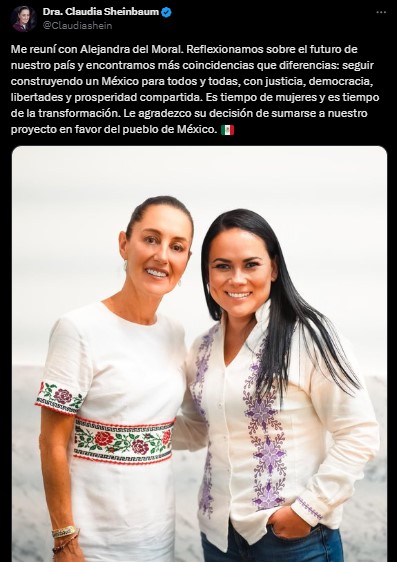 Dra. Claudia Sheinbaum
@Claudiashein
Me reuní con Alejandra del Moral. Reflexionamos sobre el futuro de
nuestro país y encontramos más coincidencias que diferencias: seguir
construyendo un México para todos y todas, con justicia, democracia,
libertades y prosperidad compartida. Es tiempo de mujeres y es tiempo
de la transformación. Le agradezco su decisión de sumarse a nuestro
proyecto en favor del pueblo de México. 🇲🇽